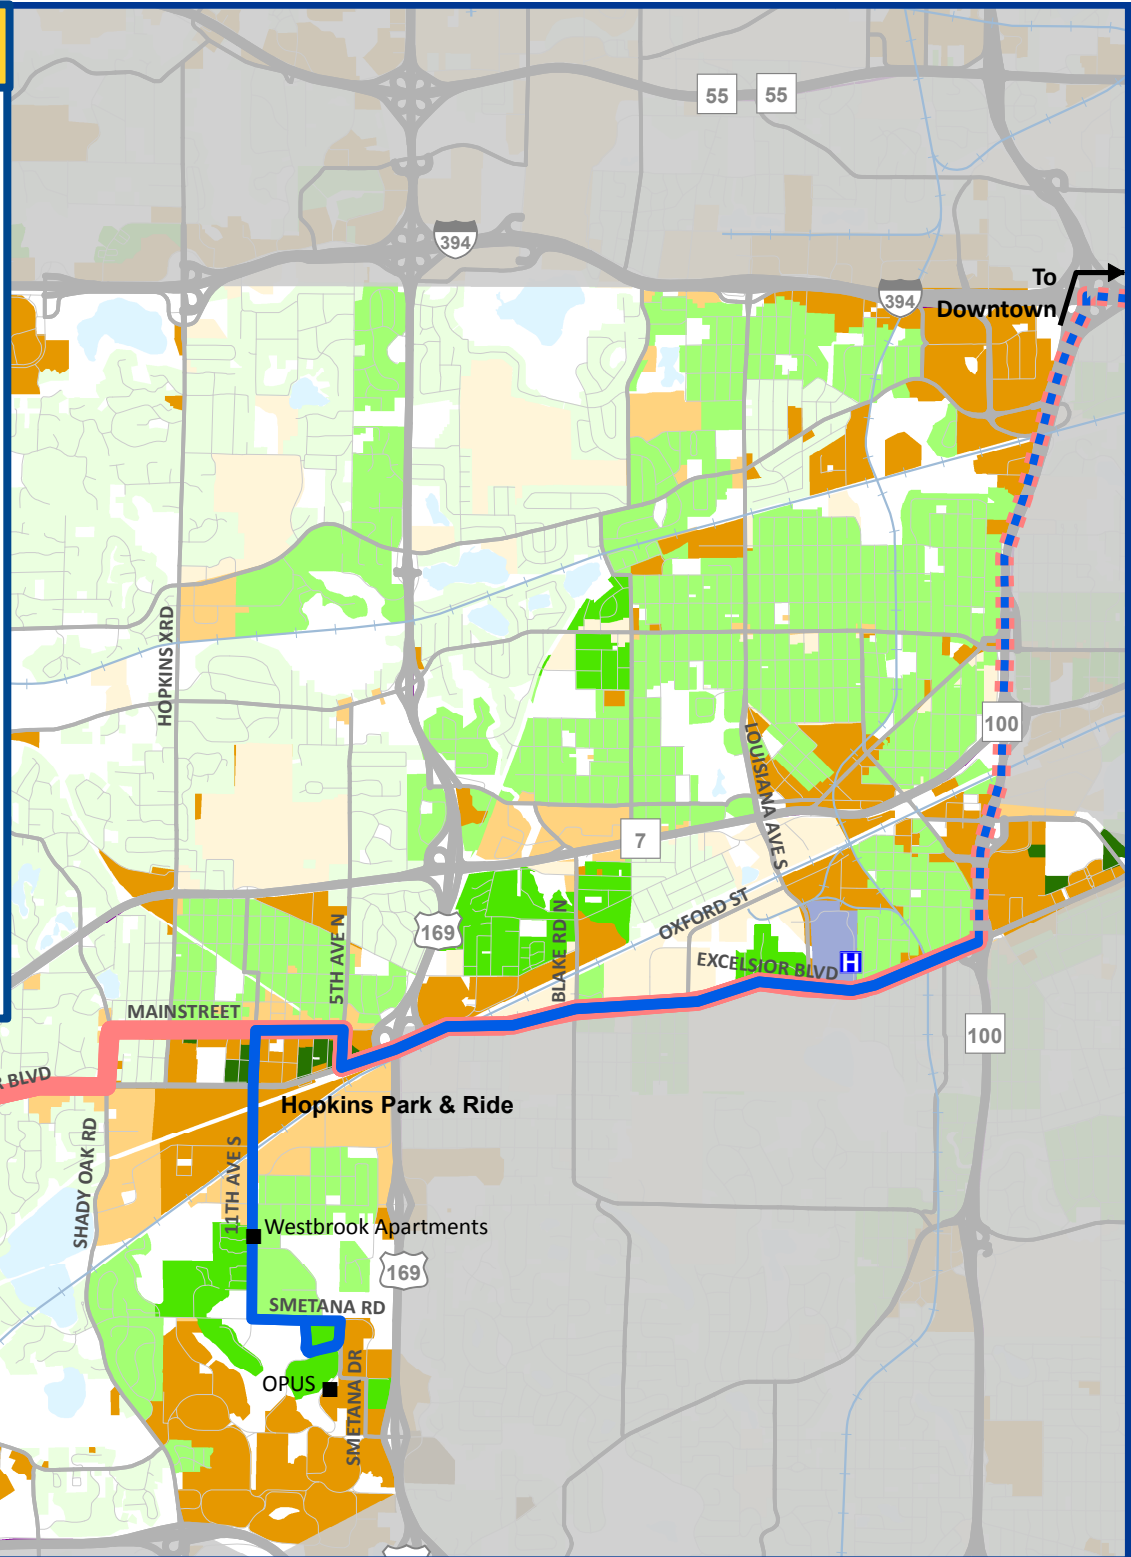 55
55
394
To
Downtown
394
HOPKINS XRD
100
LOUISIANA AVE S
7
5TH AVE N
169
BLAKE RD N
OXFORD ST
EXCELSIOR BLVD
H
MAINSTREET
100
R BLVD
Hopkins Park & Ride
SHADY OAK RD
11TH AVE S
Westbrook Apartments
169
SMETANA RD
OPUS
SMETANA DR